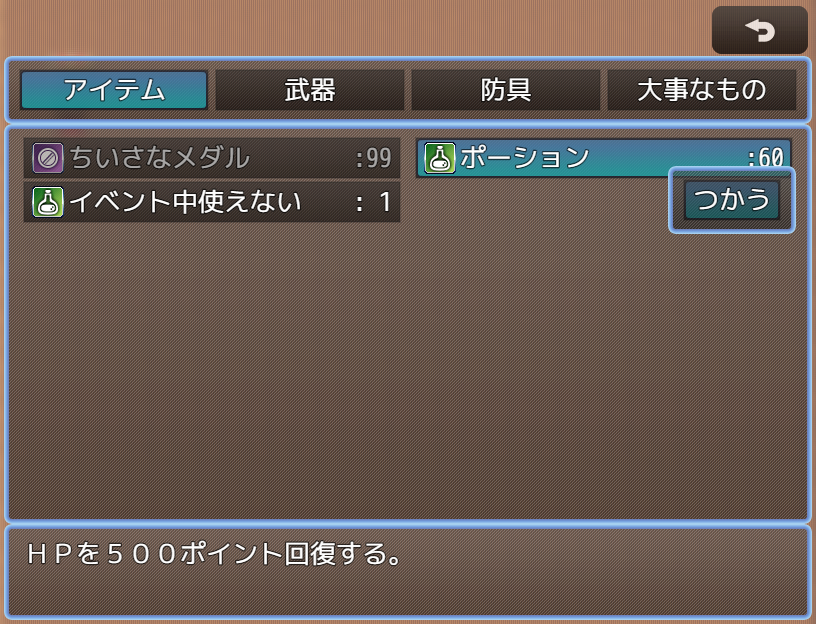 アイテム 武器 防具 大事なもの
ちいさなメダル :99 ポーション :60
イベント中使えない : 1 つかう
ＨＰを５００ポイント回復する。